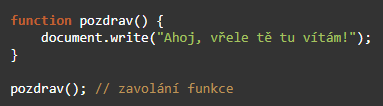 function pozdrav() {
    document.write("Ahoj, vřele tě tu vítám!");
}
pozdrav(); // zavolání funkce